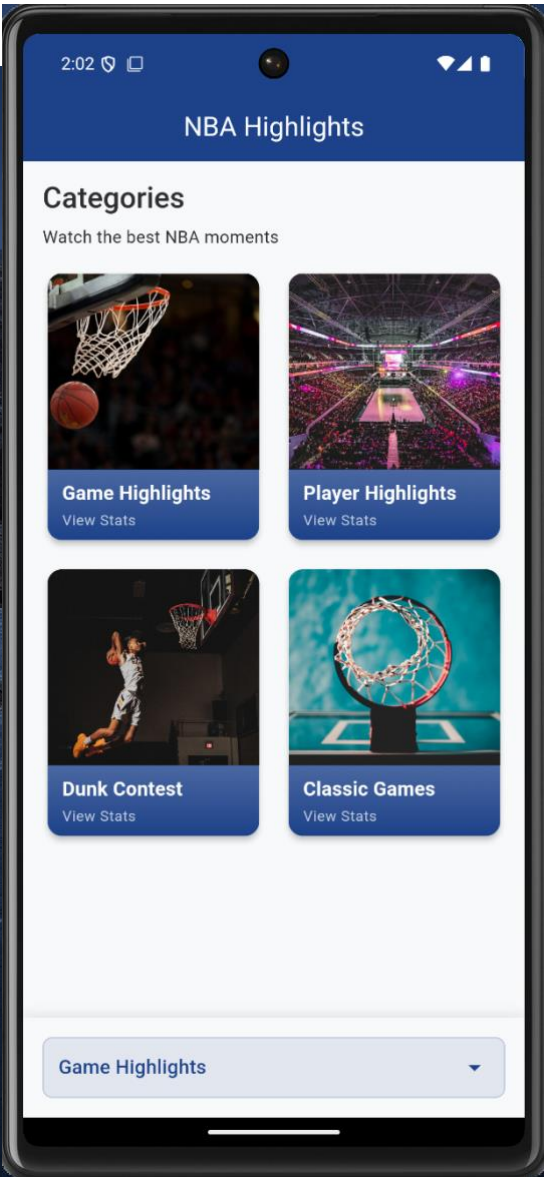 2:02
NBA Highlights
Categories
Watch the best NBA moments
Game Highlights
View Stats
Player Highlights
View Stats
Dunk Contest
View Stats
Classic Games
View Stats
Game Highlights